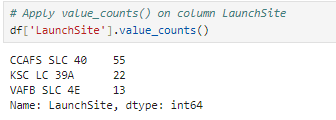 # Apply value_counts() on column LaunchSite
df['LaunchSite'].value_counts()
CCAFS SLC 40    55
KSC LC 39A      22
VAFB SLC 4E     13
Name: LaunchSite, dtype: int64